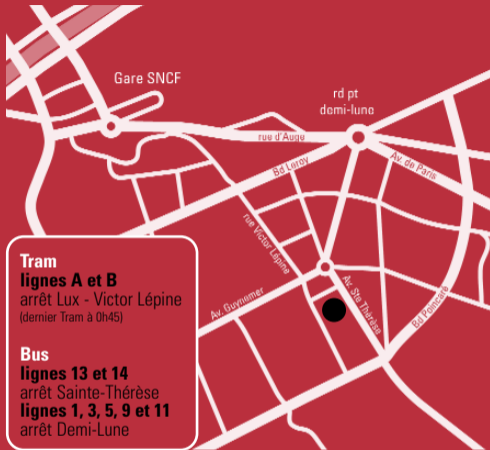 Gare SNCF
rd pt
demi-lune
rue d'Auge
Bd Leroy
Av. de Paris
rue Victor Lépine
Av. Guynemer
Av. Ste Thérèse
Bd Poincaré
Tram
lignes A et B
arrêt Lux - Victor Lépine
(dernier Tram à 0h45)
Bus
lignes 13 et 14
arrêt Sainte-Thérèse
lignes 1, 3, 5, 9 et 11
arrêt Demi-Lune